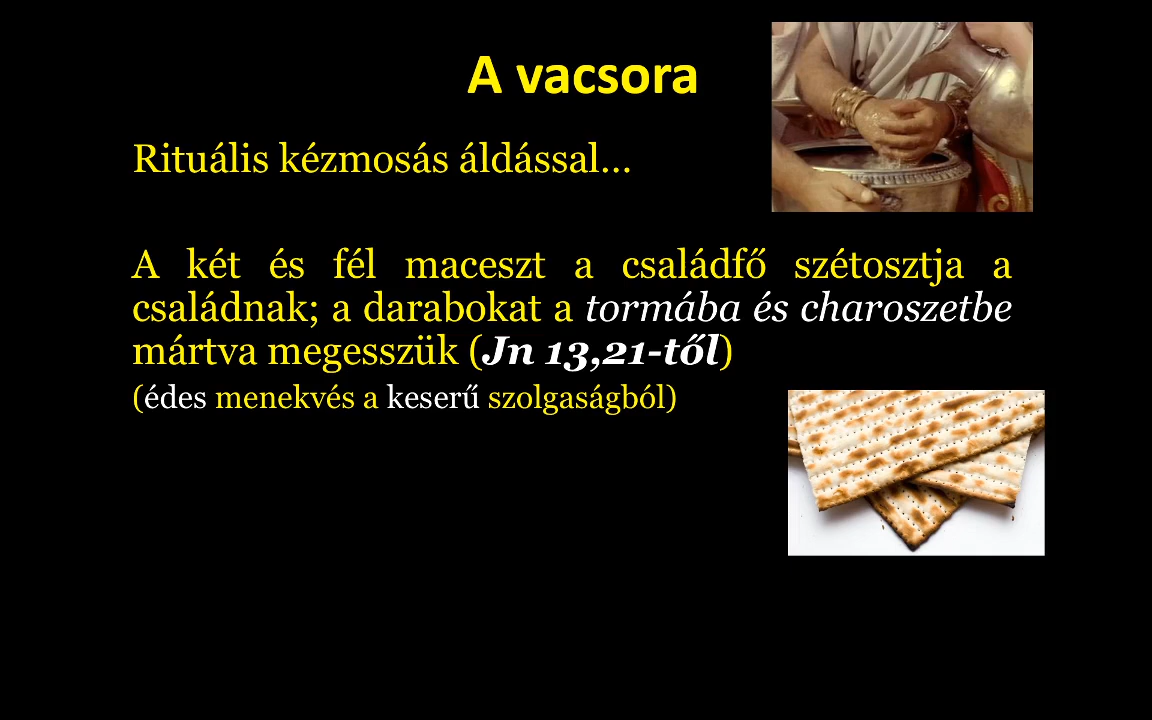 A vacsora
Rituális kézmosás áldással…
A két és fél maceszt a családfő szétosztja a
családnak; a darabokat a tormába és charoszetbe
mártva megesszük (Jn 13,21-től)
(édes menekvés a keserű szolgaságból)